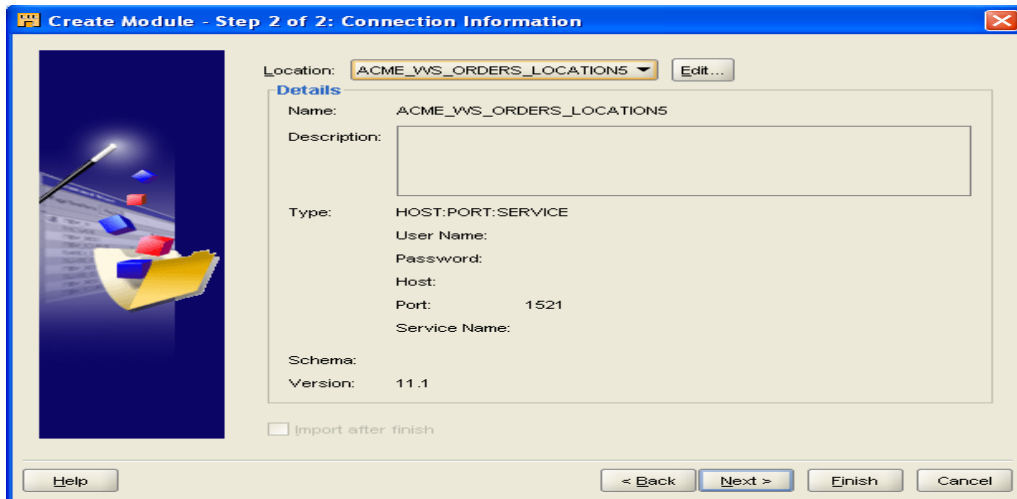 Create Module - Step 2 of 2: Connection Information
Location: ACME_WS_ORDERS_LOCATION5 Edit...
Details
Name: ACME_WS_ORDERS_LOCATION5
Description:
Type: HOST:PORT:SERVICE
User Name:
Password:
Host:
Port: 1521
Service Name:
Schema:
Version: 11.1
Import after finish
Help < Back Next > Finish Cancel